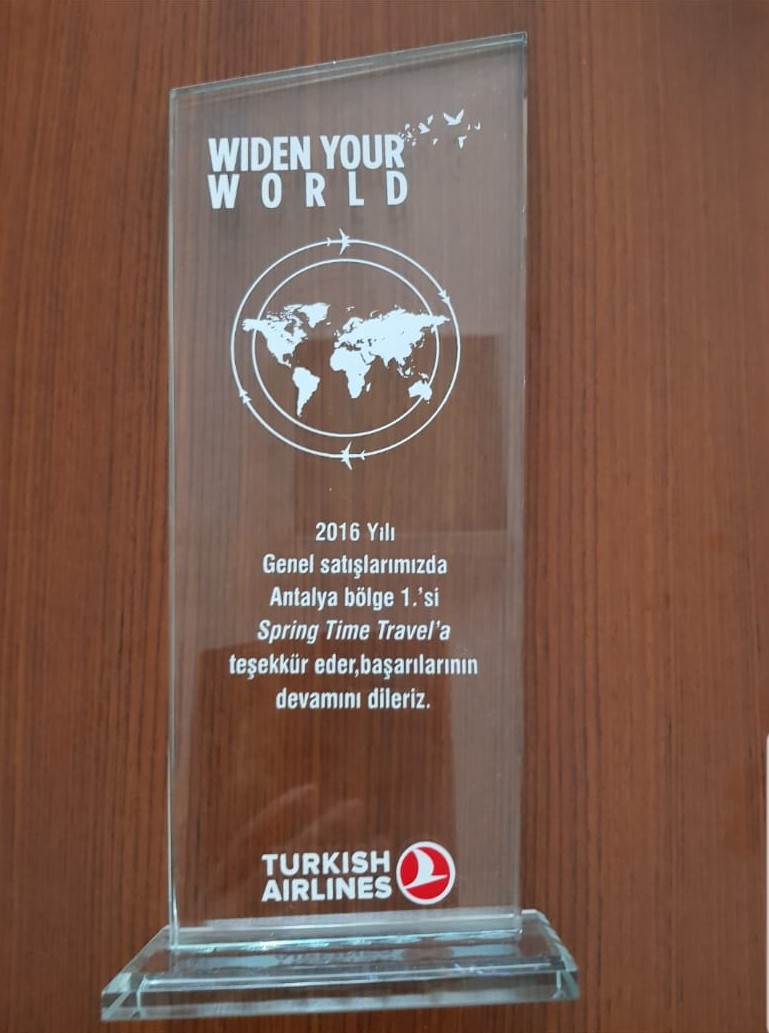 WIDEN YOUR
WORLD
2016 Yılı
Genel satışlarımızda
Antalya bölge 1.'si
Spring Time Travel'a
teşekkür eder,başarılarının
devamını dileriz.
TURKISH
AIRLINES